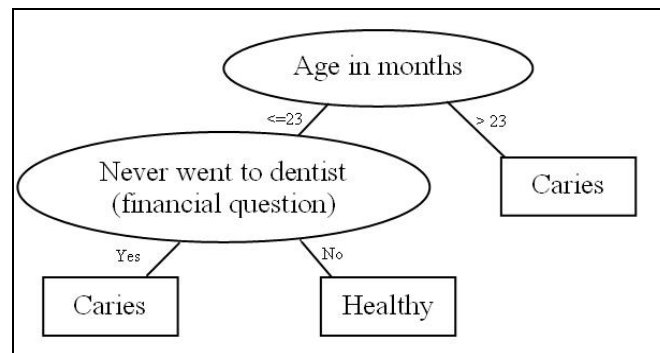 Age in months
<=23
> 23
Never went to dentist
(financial question)
Caries
Yes
No
Caries
Healthy